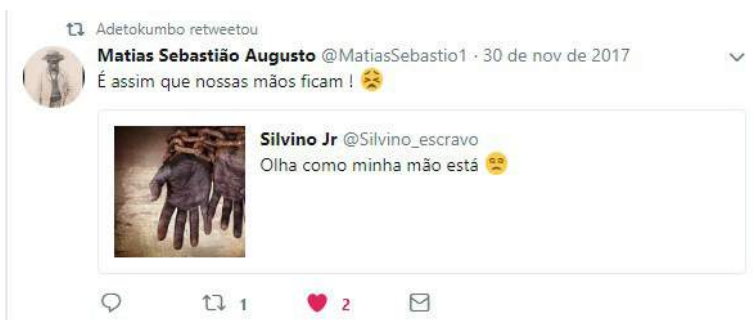 Adetokumbo retweetou
Matias Sebastião Augusto @MatiasSebastio1 · 30 de nov de 2017
É assim que nossas mãos ficam ! 😣
Silvino Jr @Silvino_escravo
Olha como minha mão está 😒
1 2